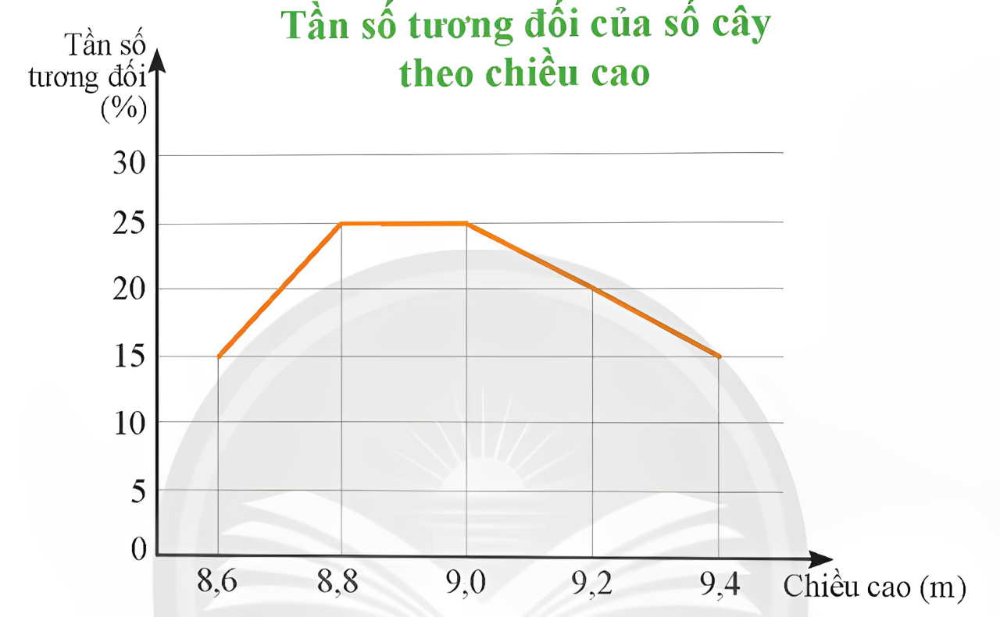 Tần số tương đối của số cây
theo chiều cao
Tần số
tương đối
(%)
30
25
20
15
10
5
0
8,6 8,8 9,0 9,2 9,4 Chiều cao (m)